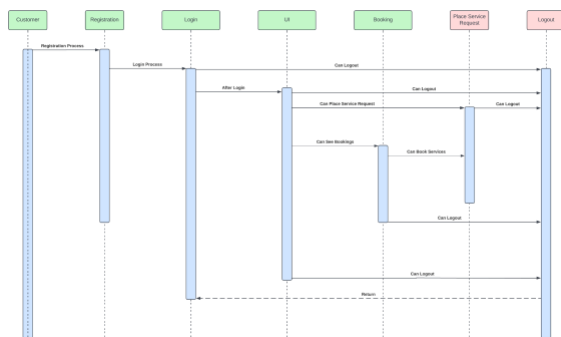 Customer
Registration
Login
UI
Booking
Place Service
Request
Logout
Registration Process
Login Process
Can Logout
After Login
Can Logout
Can Place Service Request
Can Logout
Can See Bookings
Can Book Services
Can Logout
Can Logout
Return